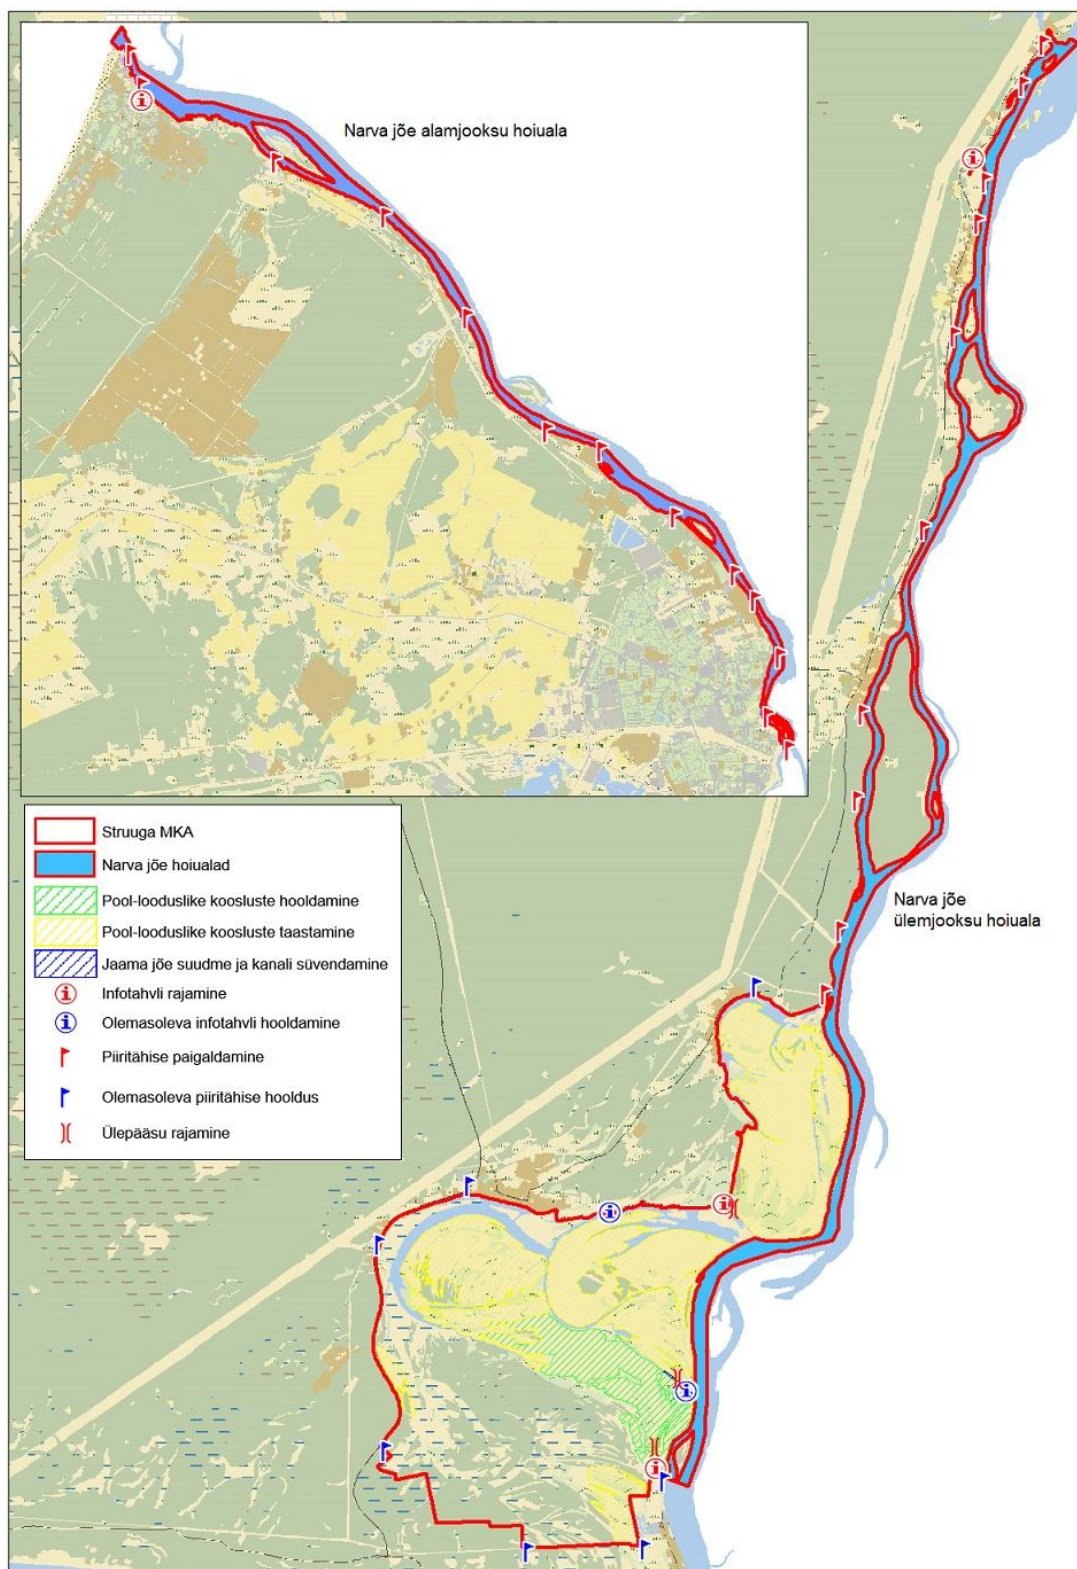 Narva jõe alamjooksu hoiuala
Struuga MKA
Narva jõe hoiualad
Pool-looduslike koosluste hooldamine
Pool-looduslike koosluste taastamine
Jaama jõe suudme ja kanali süvendamine
Infotahvli rajamine
Olemasoleva infotahvli hooldamine
Piiritähise paigaldamine
Olemasoleva piiritähise hooldus
Ülepääsu rajamine
Narva jõe
ülemjooksu hoiuala